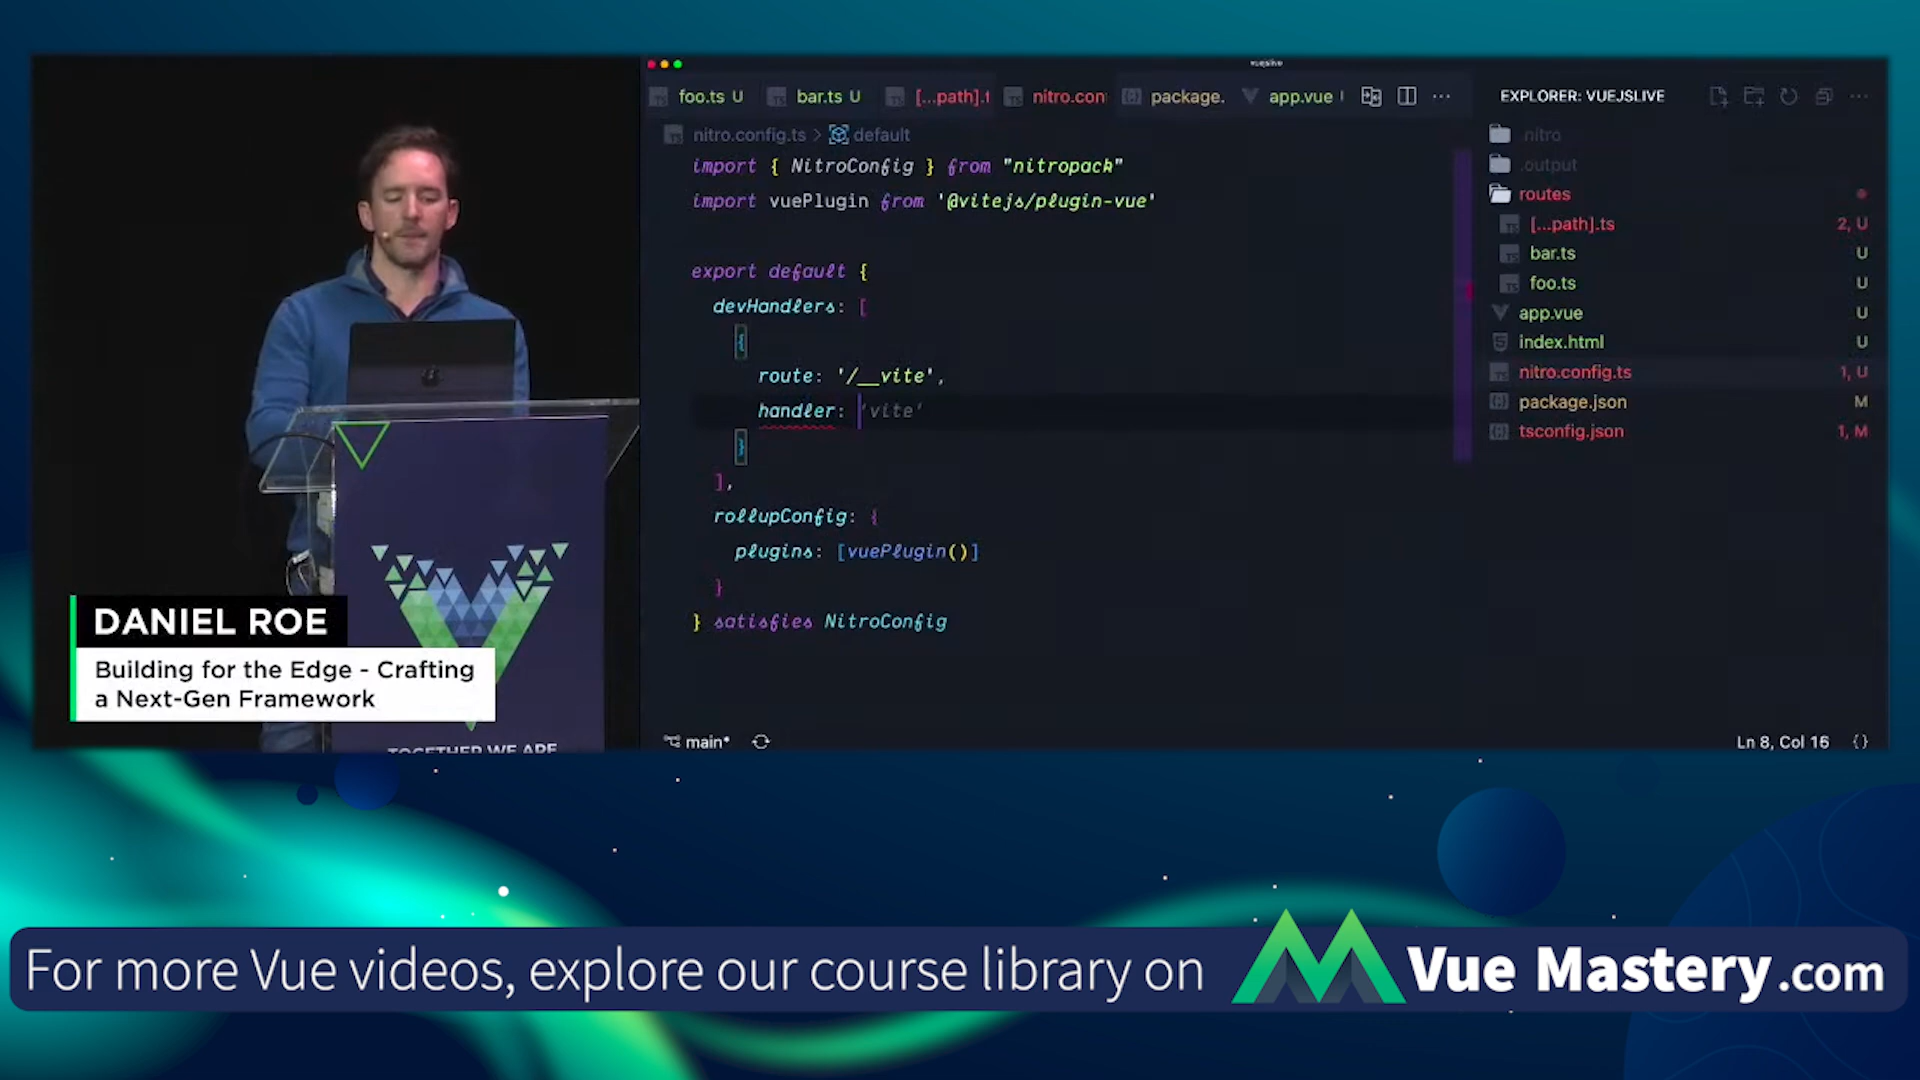 vuejslive
foo.ts U
bar.ts U
[...path].t
nitro.con
package.
app.vue
EXPLORER: VUEJSLIVE
nitro.config.ts > default
import { NitroConfig } from "nitropack"
import vuePlugin from '@vitejs/plugin-vue'
export default {
devHandlers: [
{
route: '/__vite',
handler: 'vite'
}
],
rollupConfig: {
plugins: [vuePlugin()]
}
} satisfies NitroConfig
.nitro
.output
routes
[...path].ts 2, U
bar.ts U
foo.ts U
app.vue U
index.html U
nitro.config.ts 1, U
package.json M
tsconfig.json 1, M
main*
Ln 8, Col 16 {}
DANIEL ROE
Building for the Edge - Crafting
a Next-Gen Framework
TOGETHER WE ARE
For more Vue videos, explore our course library on Vue Mastery.com